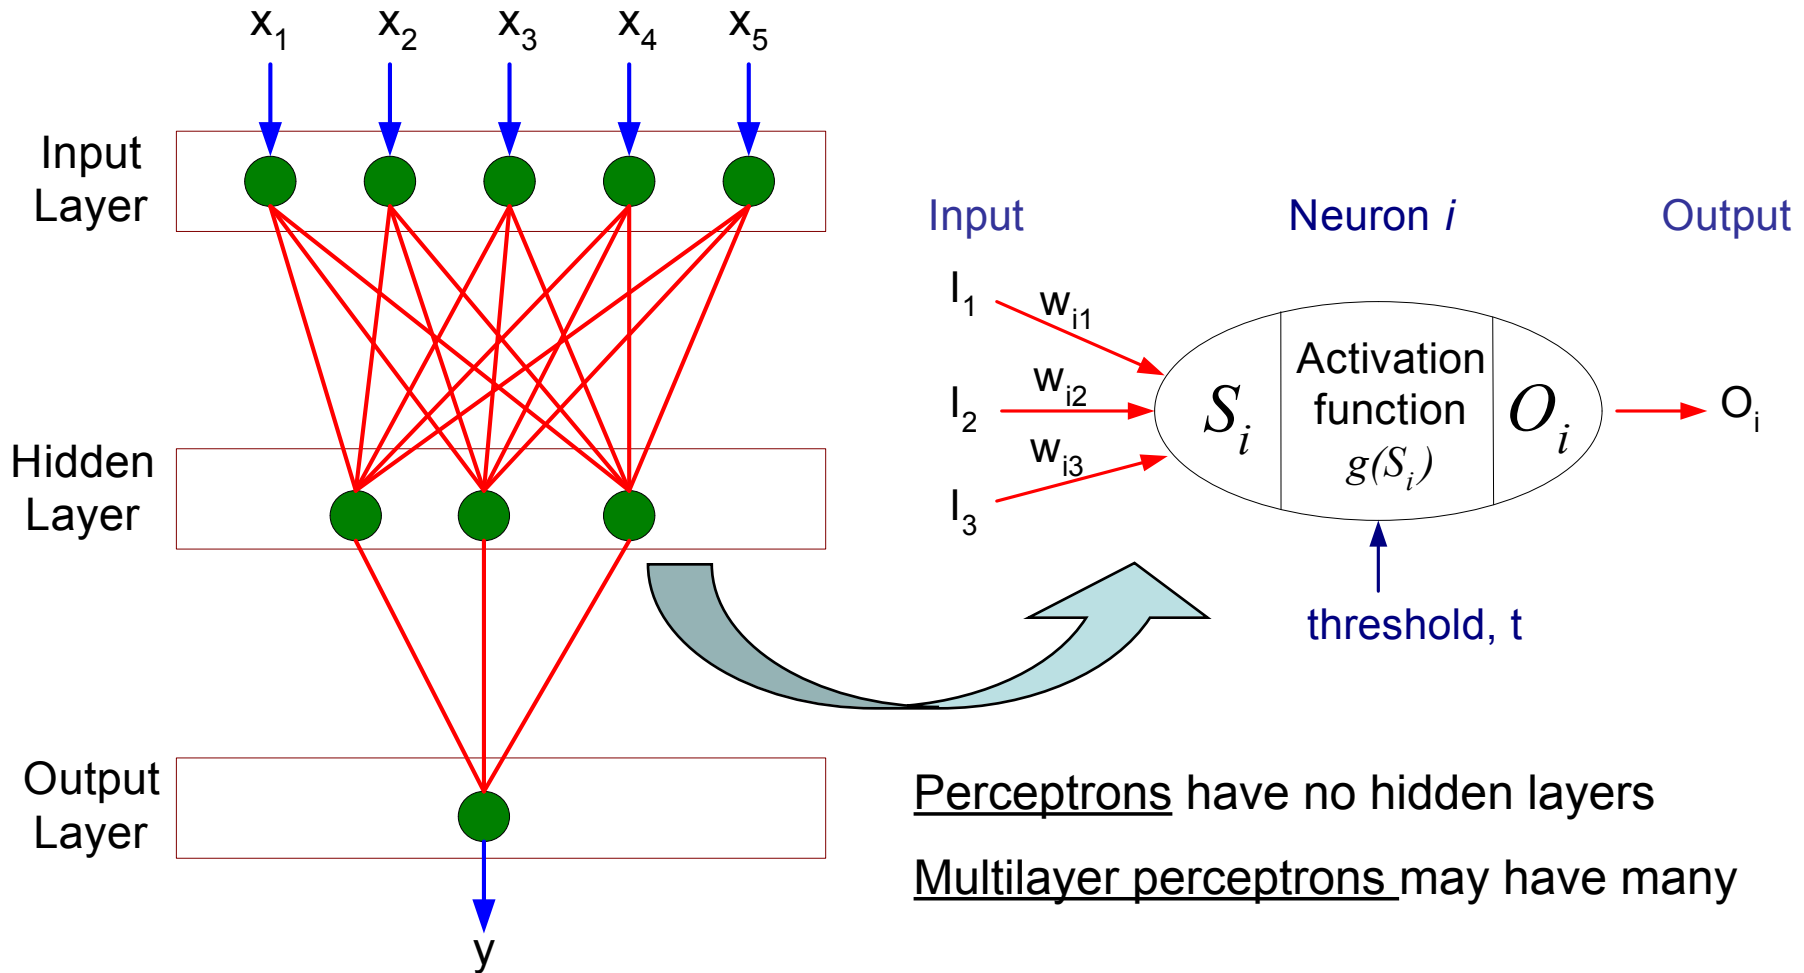 x1 x2 x3 x4 x5
Input
Layer
Hidden
Layer
Output
Layer
y
Input Neuron i Output
I1
wi1
I2
wi2
I3
wi3
Si
Activation
function
g(Si)
Oi
Oi
threshold, t
Perceptrons have no hidden layers
Multilayer perceptrons may have many